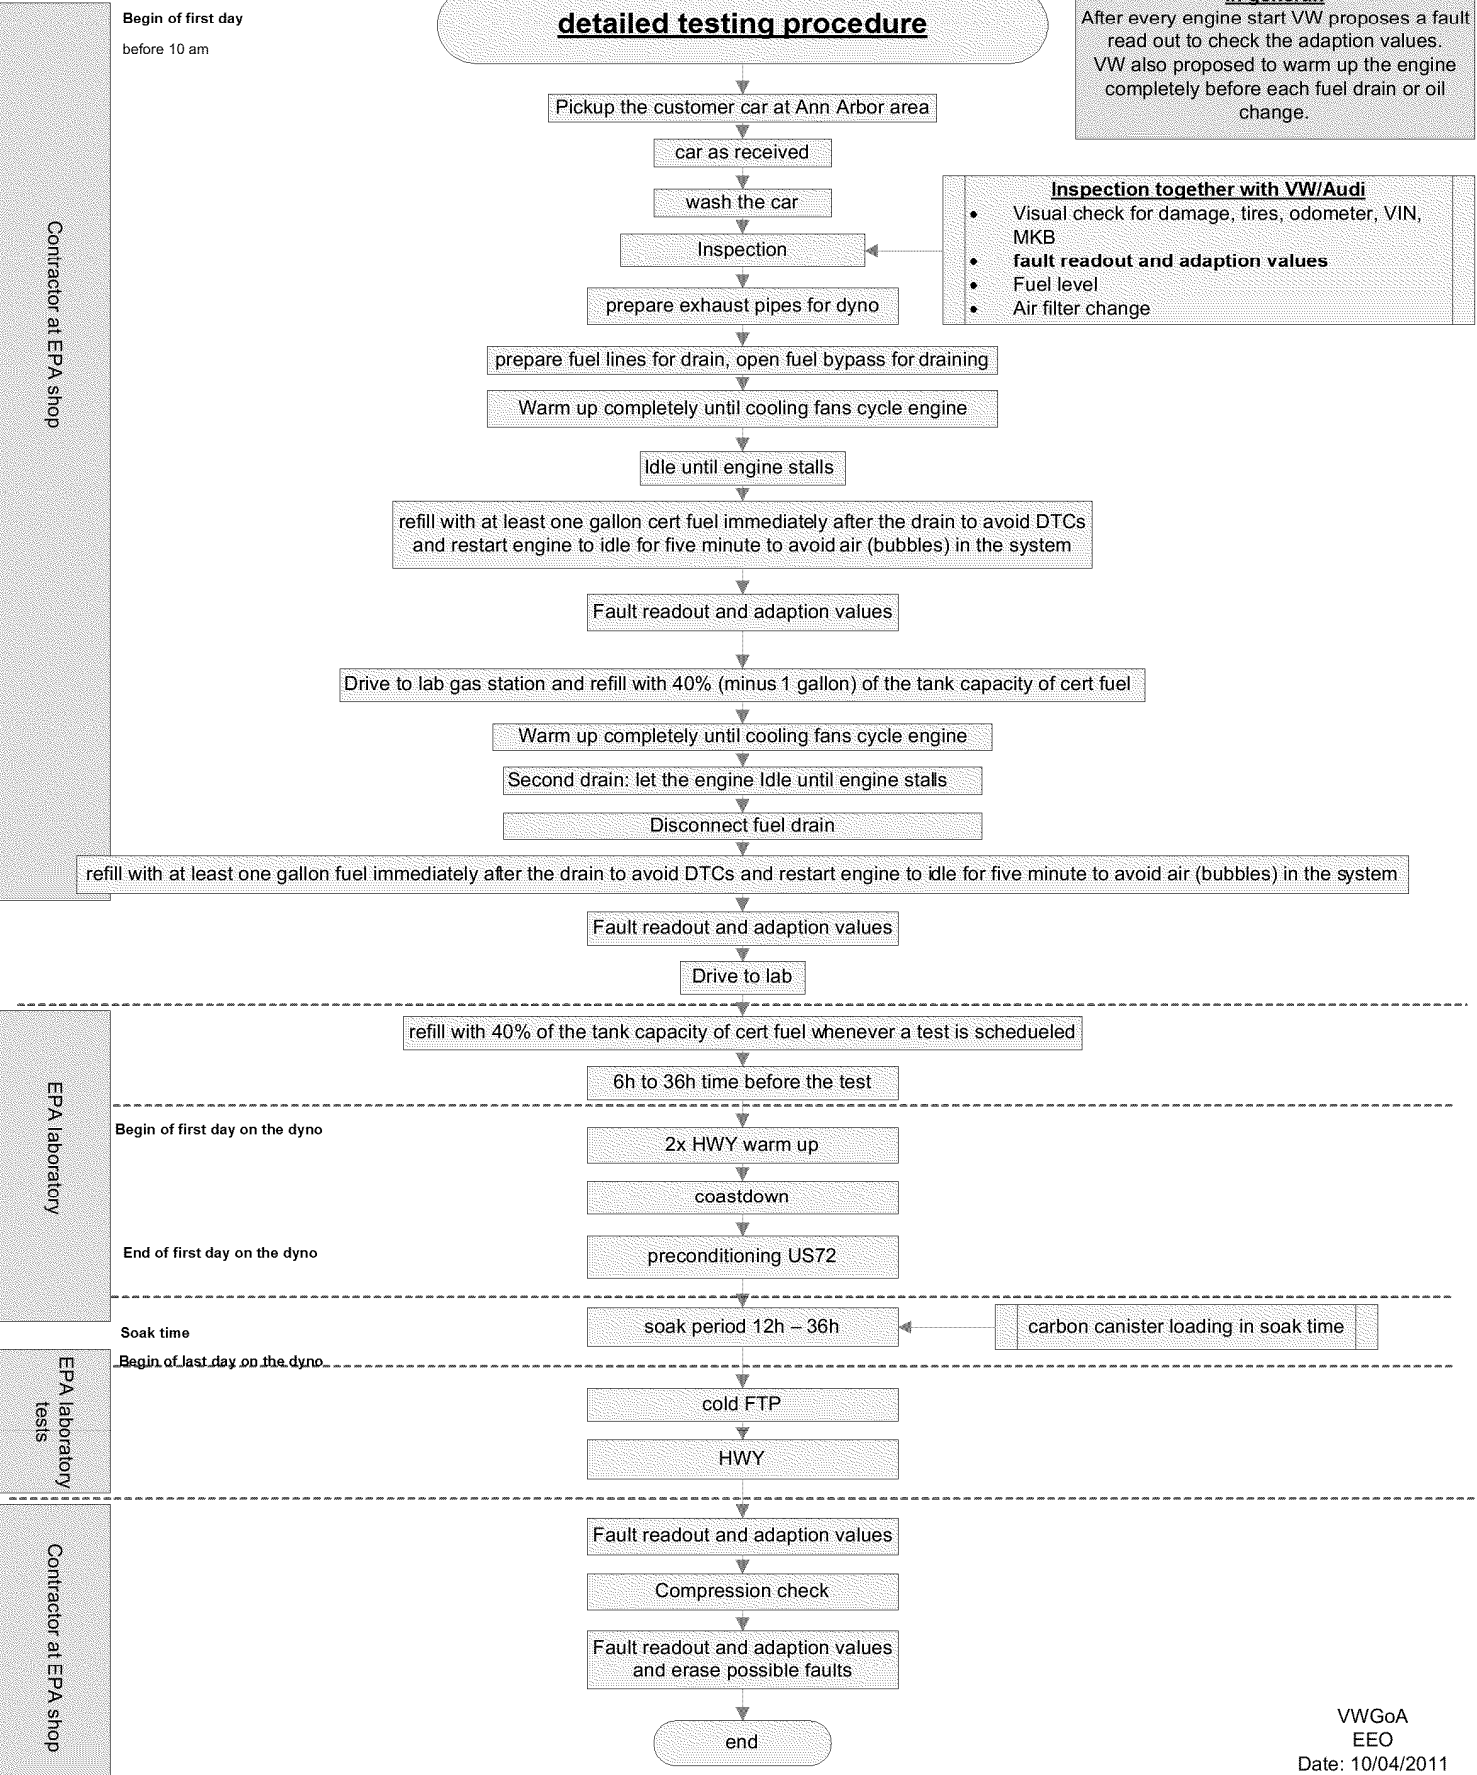 Begin of first day
before 10 am
detailed testing procedure
In general:
After every engine start VW proposes a fault
read out to check the adaption values.
VW also proposed to warm up the engine
completely before each fuel drain or oil
change.
Contractor at EPA shop
Pickup the customer car at Ann Arbor area
car as received
wash the car
Inspection
Inspection together with VW/Audi
• Visual check for damage, tires, odometer, VIN,
MKB
• fault readout and adaption values
• Fuel level
• Air filter change
prepare exhaust pipes for dyno
prepare fuel lines for drain, open fuel bypass for draining
Warm up completely until cooling fans cycle engine
Idle until engine stalls
refill with at least one gallon cert fuel immediately after the drain to avoid DTCs
and restart engine to idle for five minute to avoid air (bubbles) in the system
Fault readout and adaption values
Drive to lab gas station and refill with 40% (minus 1 gallon) of the tank capacity of cert fuel
Warm up completely until cooling fans cycle engine
Second drain: let the engine Idle until engine stalls
Disconnect fuel drain
refill with at least one gallon fuel immediately after the drain to avoid DTCs and restart engine to idle for five minute to avoid air (bubbles) in the system
Fault readout and adaption values
Drive to lab
EPA laboratory
refill with 40% of the tank capacity of cert fuel whenever a test is schedueled
6h to 36h time before the test
Begin of first day on the dyno
2x HWY warm up
coastdown
End of first day on the dyno
preconditioning US72
Soak time
soak period 12h – 36h
carbon canister loading in soak time
Begin of last day on the dyno
EPA laboratory
tests
cold FTP
HWY
Contractor at EPA shop
Fault readout and adaption values
Compression check
Fault readout and adaption values
and erase possible faults
end
VWGoA
EEO
Date: 10/04/2011